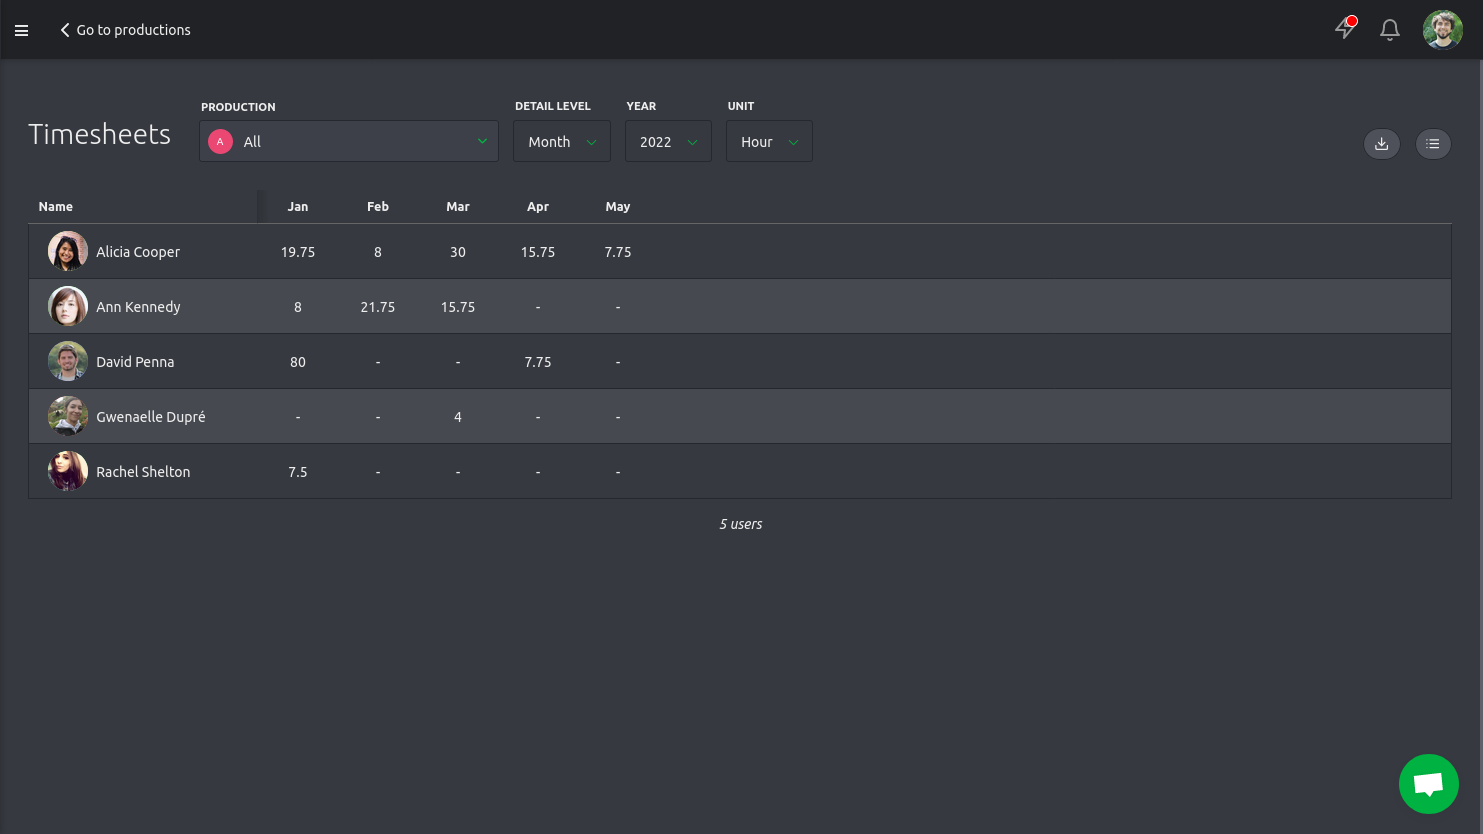 Go to productions
Timesheets
PRODUCTION
A All
DETAIL LEVEL
Month
YEAR
2022
UNIT
Hour
Name Jan Feb Mar Apr May
Alicia Cooper 19.75 8 30 15.75 7.75
Ann Kennedy 8 21.75 15.75 - -
David Penna 80 - - 7.75 -
Gwenaelle Dupré - - 4 - -
Rachel Shelton 7.5 - - - -
5 users